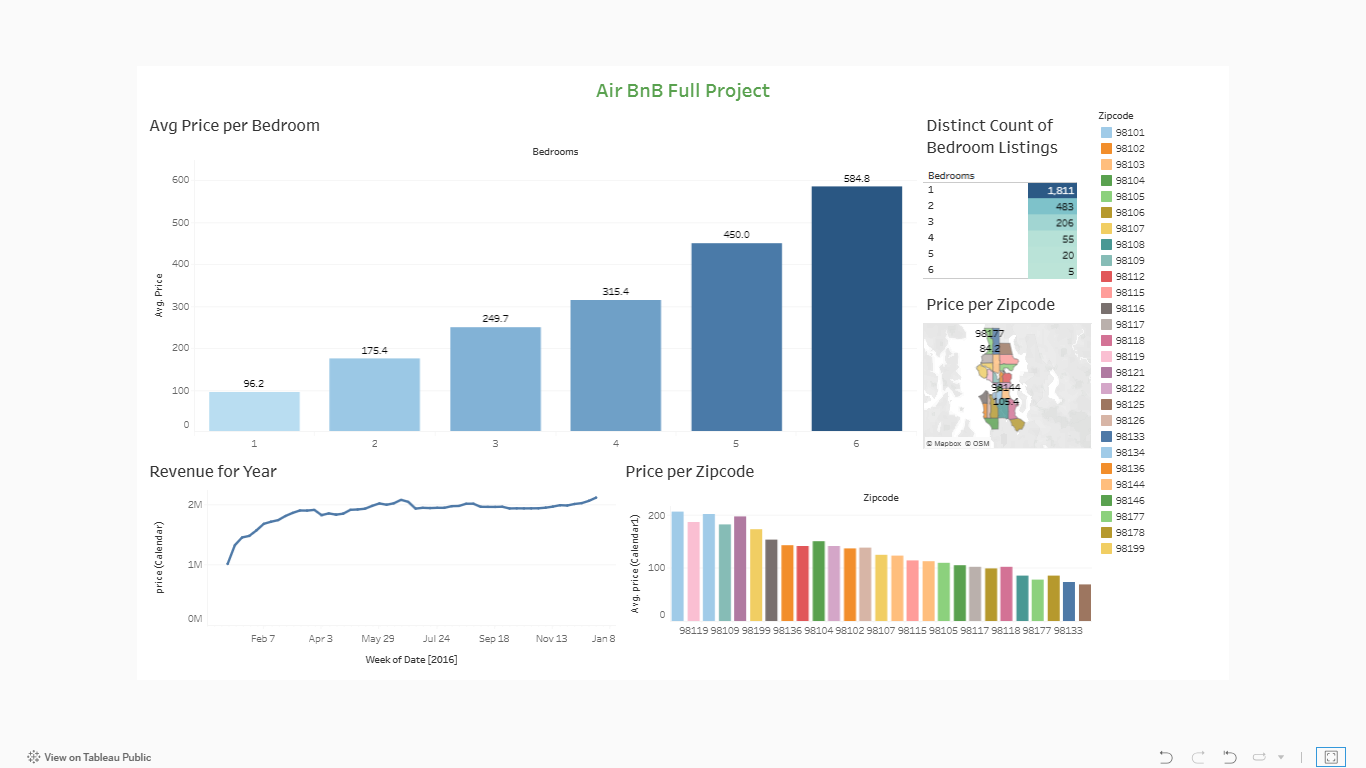 Air BnB Full Project
Avg Price per Bedroom
Bedrooms
Avg. Price
600
500
400
300
200
100
0
96.2
175.4
249.7
315.4
450.0
584.8
1
2
3
4
5
6
Distinct Count of
Bedroom Listings
Bedrooms
1 1,811
2 483
3 206
4 55
5 20
6 5
Price per Zipcode
98177
84.2
98144
105.4
© Mapbox © OSM
Zipcode
98101
98102
98103
98104
98105
98106
98107
98108
98109
98112
98115
98116
98117
98118
98119
98121
98122
98125
98126
98133
98134
98136
98144
98146
98177
98178
98199
Revenue for Year
price (Calendar)
2M
1M
0M
Feb 7 Apr 3 May 29 Jul 24 Sep 18 Nov 13 Jan 8
Week of Date [2016]
Price per Zipcode
Zipcode
Avg. price (Calendar1)
200
100
0
98119 98109 98199 98136 98104 98102 98107 98115 98105 98117 98118 98177 98133
View on Tableau Public